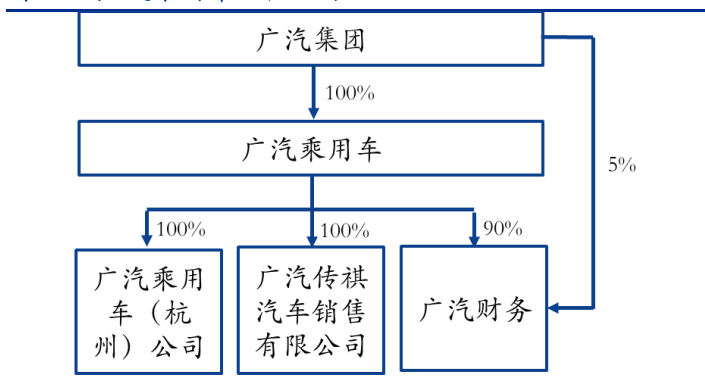 广汽集团
100%
广汽乘用车
5%
100%
100%
90%
广汽乘用
车（杭
州）公司
广汽传祺
汽车销售
有限公司
广汽财务